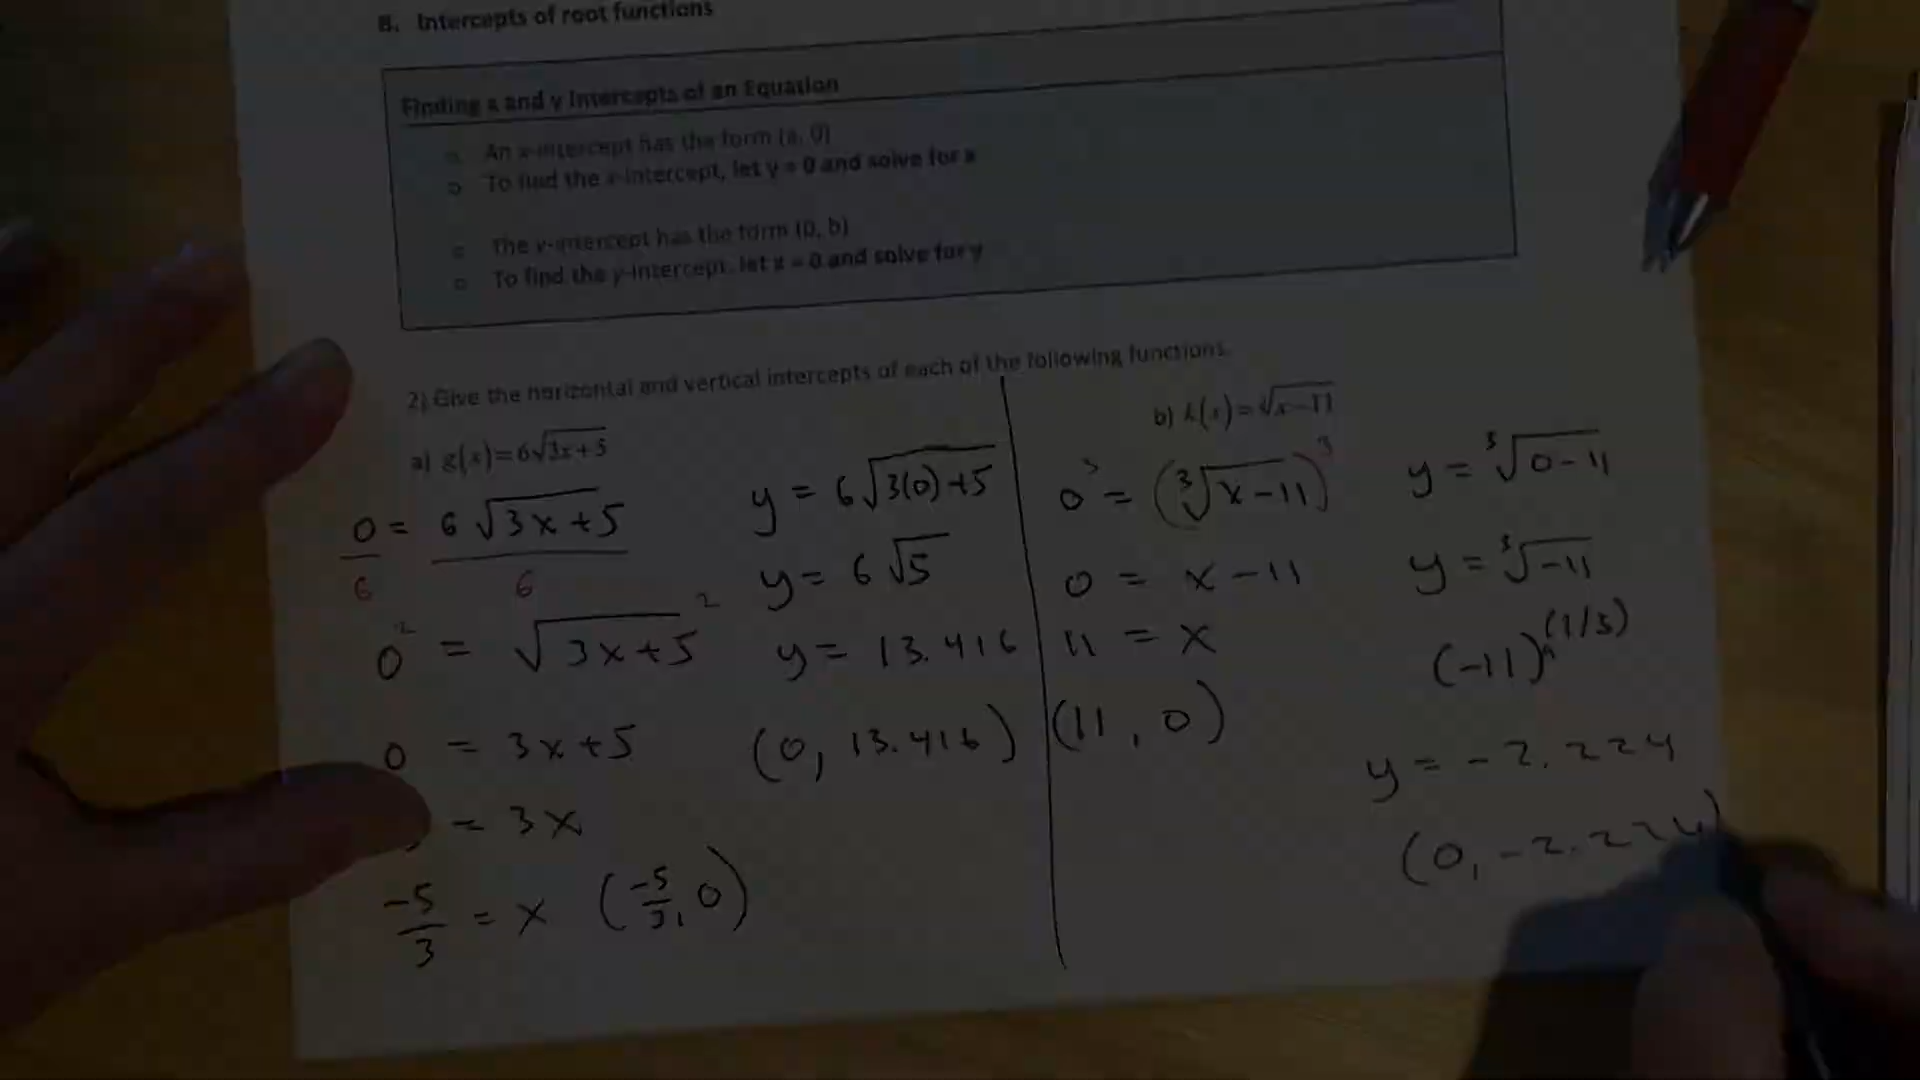 B. Intercepts of root functions
Finding x and y Intercepts of an Equation
o An x-intercept has the form (a, 0)
o To find the x-intercept, let y = 0 and solve for x
o The y-intercept has the form (0, b)
o To find the y-intercept, let x = 0 and solve for y
2) Give the horizontal and vertical intercepts of each of the following functions.
a) g(x)=6√3x+5
0 = 6√3x+5
6 6
0² = √3x+5²
0 = 3x+5
= 3x
-5/3 = x (-5/3, 0)
y = 6√3(0)+5
y = 6√5
y = 13.416
(0, 13.416)
b) h(x)=∛x-11
0³ = (∛x-11)³
0 = x-11
11 = x
(11, 0)
y = ∛0-11
y = ∛-11
(-11)^(1/3)
y = -2.224
(0, -2.224)